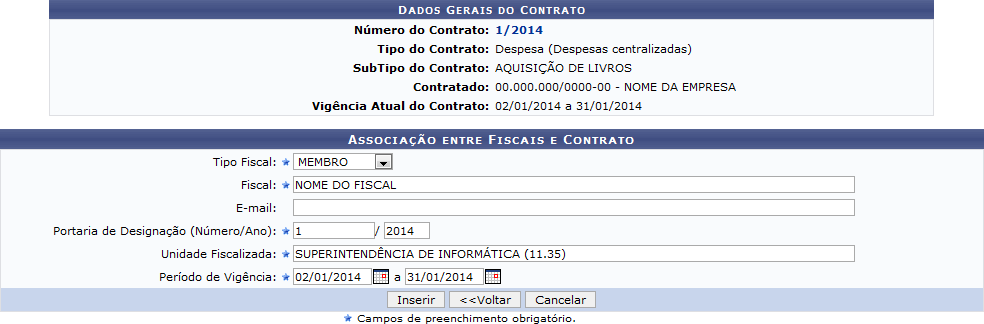 DADOS GERAIS DO CONTRATO
Número do Contrato: 1/2014
Tipo do Contrato: Despesa (Despesas centralizadas)
SubTipo do Contrato: AQUISIÇÃO DE LIVROS
Contratado: 00.000.000/0000-00 - NOME DA EMPRESA
Vigência Atual do Contrato: 02/01/2014 a 31/01/2014
ASSOCIAÇÃO ENTRE FISCAIS E CONTRATO
Tipo Fiscal: MEMBRO
Fiscal: NOME DO FISCAL
E-mail:
Portaria de Designação (Número/Ano): 1 / 2014
Unidade Fiscalizada: SUPERINTENDÊNCIA DE INFORMÁTICA (11.35)
Período de Vigência: 02/01/2014 a 31/01/2014
Inserir <<Voltar Cancelar
Campos de preenchimento obrigatório.